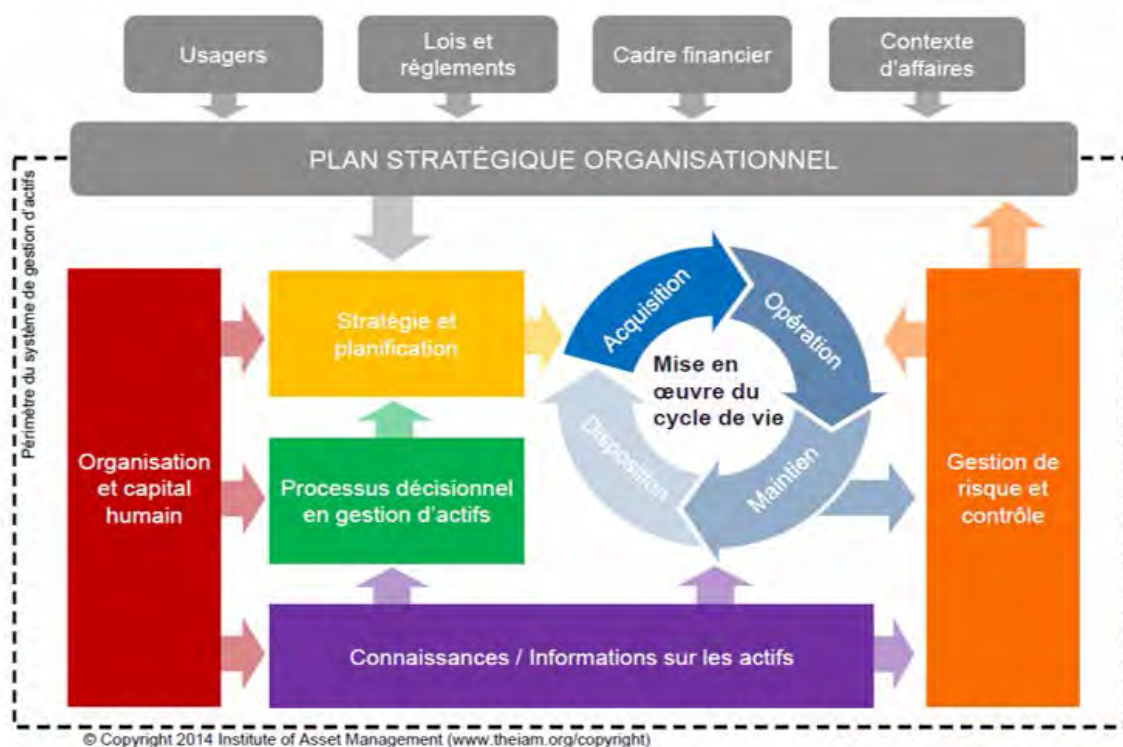 Usagers
Lois et
règlements
Cadre financier
Contexte
d'affaires
PLAN STRATÉGIQUE ORGANISATIONNEL
Périmètre du système de gestion d'actifs
Organisation
et capital
humain
Stratégie et
planification
Processus décisionnel
en gestion d'actifs
Acquisition
Opération
Maintien
Disposition
Mise en
œuvre du
cycle de vie
Gestion de
risque et
contrôle
Connaissances / Informations sur les actifs
© Copyright 2014 Institute of Asset Management (www.theiam.org/copyright)